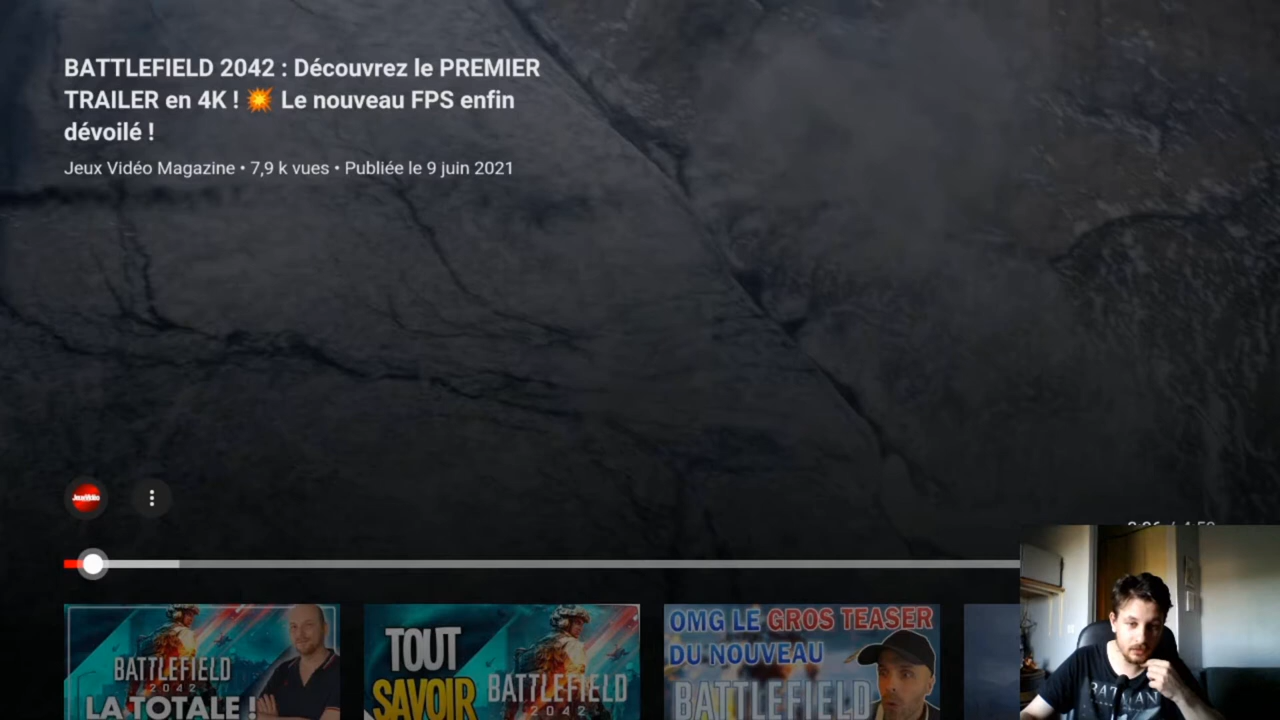 BATTLEFIELD 2042 : Découvrez le PREMIER
TRAILER en 4K ! 💥 Le nouveau FPS enfin
dévoilé !
Jeux Vidéo Magazine • 7,9 k vues • Publiée le 9 juin 2021
JeuxVidéo
BATTLEFIELD
2042
LA TOTALE !
TOUT
SAVOIR
BATTLEFIELD
2042
OMG LE GROS TEASER
DU NOUVEAU
BATTLEFIELD